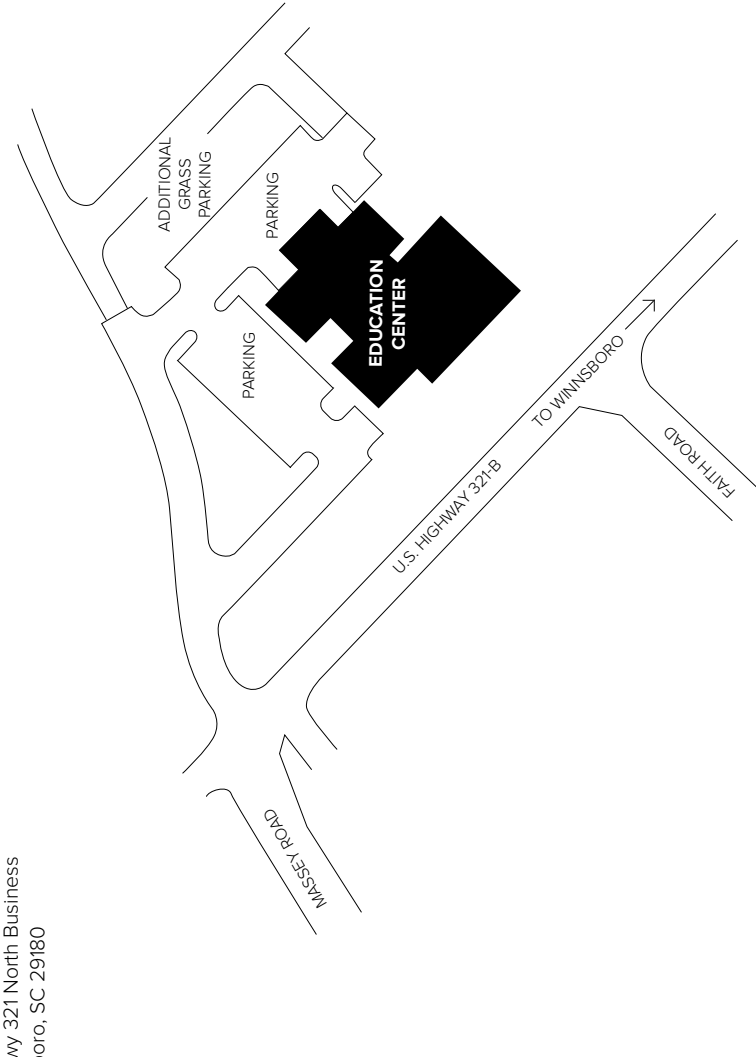 wy 321 North Business
boro, SC 29180
ADDITIONAL
GRASS
PARKING
PARKING
PARKING
MASSEY ROAD
EDUCATION
CENTER
U.S. HIGHWAY 321-B
TO WINNSBORO
FAITH ROAD